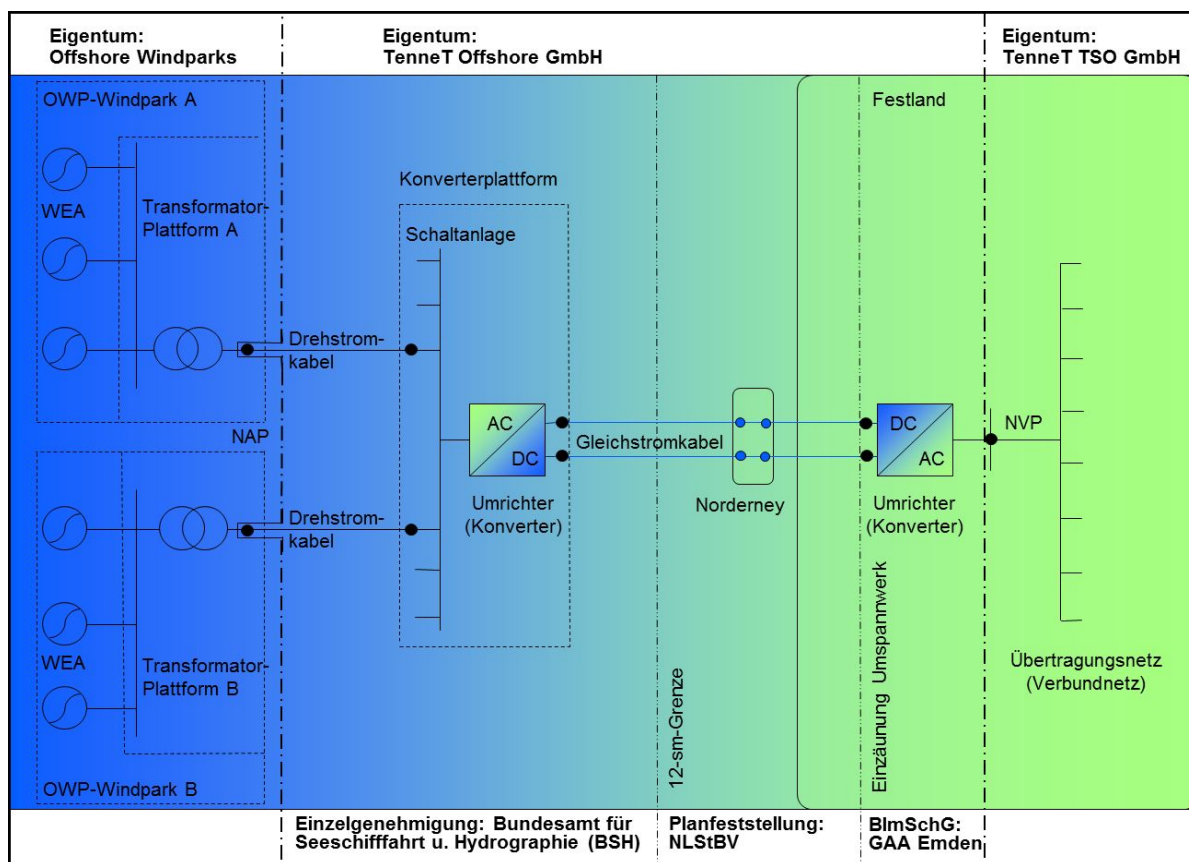 Eigentum:
Offshore Windparks
Eigentum:
TenneT Offshore GmbH
Eigentum:
TenneT TSO GmbH
OWP-Windpark A
Festland
Konverterplattform
WEA
Transformator-
Plattform A
Schaltanlage
Drehstrom-
kabel
NAP
AC
DC
Gleichstromkabel
DC
AC
NVP
Umrichter
(Konverter)
Norderney
Umrichter
(Konverter)
Drehstrom-
kabel
WEA
Transformator-
Plattform B
12-sm-Grenze
Einzäunung Umspannwerk
Übertragungsnetz
(Verbundnetz)
OWP-Windpark B
Einzelgenehmigung: Bundesamt für
Seeschifffahrt u. Hydrographie (BSH)
Planfeststellung:
NLStBV
BImSchG:
GAA Emden